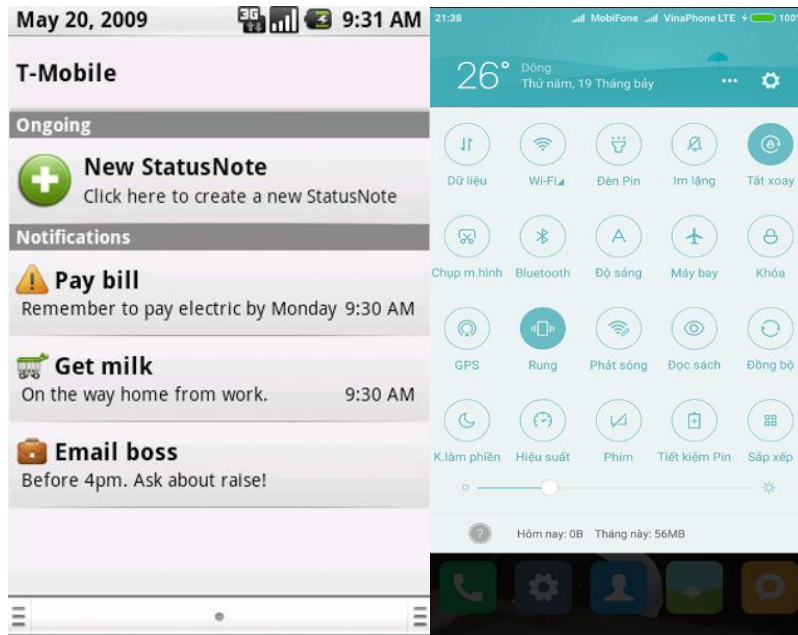 May 20, 2009 3G 9:31 AM
T-Mobile
Ongoing
New StatusNote
Click here to create a new StatusNote
Notifications
Pay bill
Remember to pay electric by Monday 9:30 AM
Get milk
On the way home from work. 9:30 AM
Email boss
Before 4pm. Ask about raise!
21:38 MobiFone VinaPhone LTE 100%
26° Dông
Thứ năm, 19 Tháng bảy
Dữ liệu Wi-Fi Đèn Pin Im lặng Tắt xoay
Chụp m.hình Bluetooth Độ sáng Máy bay Khóa
GPS Rung Phát sóng Đọc sách Đồng bộ
K.làm phiền Hiệu suất Phím Tiết kiệm Pin Sắp xếp
? Hôm nay: 0B Tháng này: 56MB